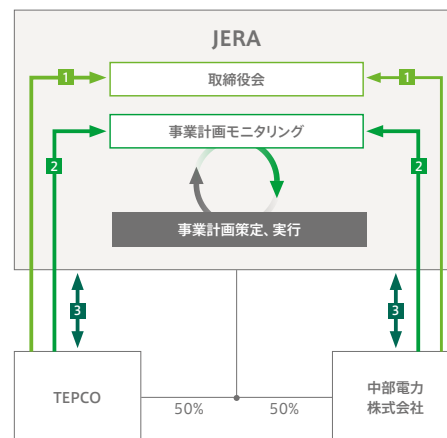 JERA
1
取締役会
1
事業計画モニタリング
2
2
事業計画策定、実行
3
3
TEPCO
50%
50%
中部電力
株式会社